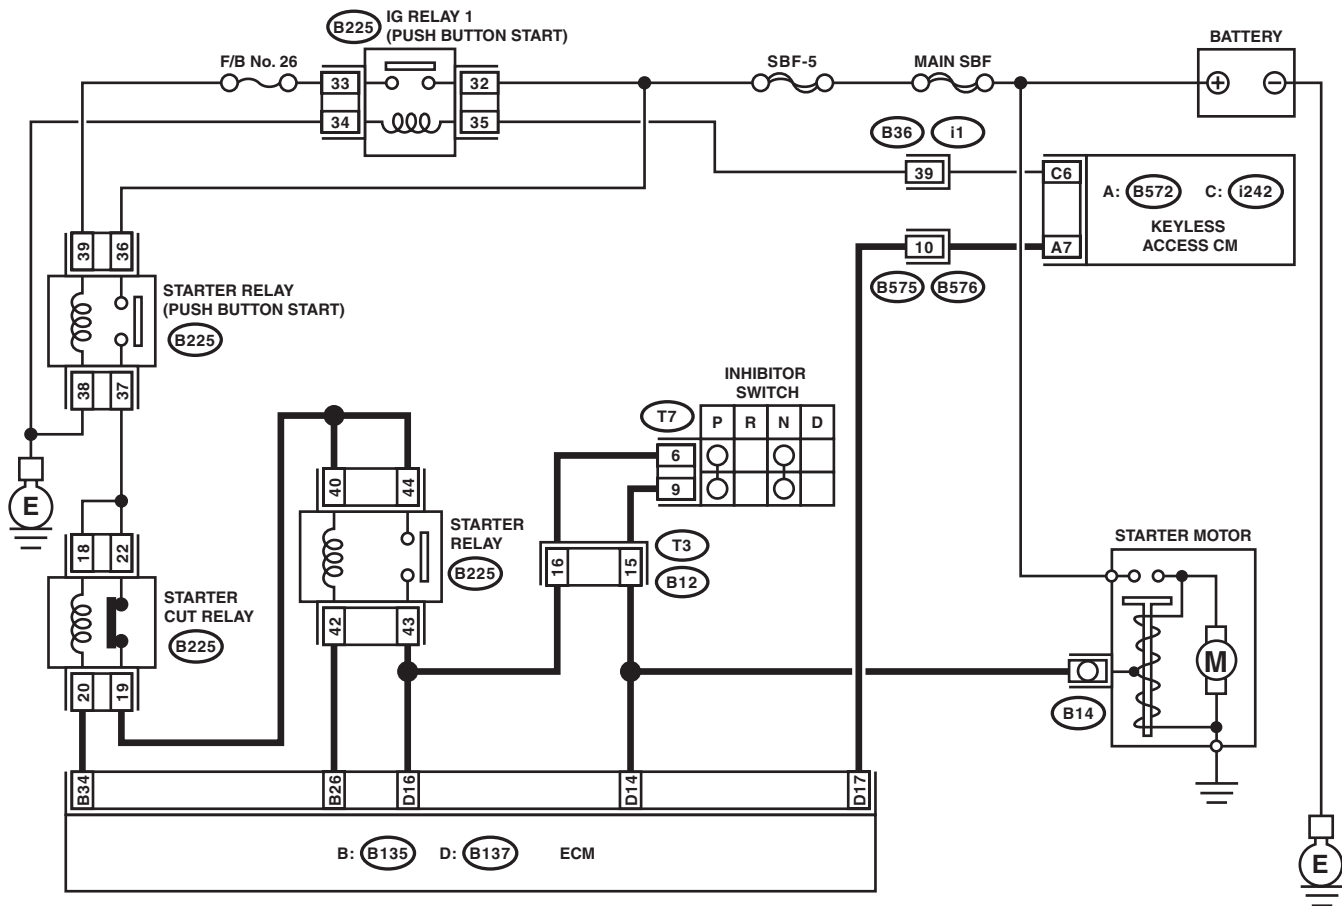 B225
IG RELAY 1
(PUSH BUTTON START)
F/B No. 26
33
32
34
35
SBF-5
MAIN SBF
BATTERY
+
−
B36
i1
39
C6
A: B572 C: i242
KEYLESS
ACCESS CM
10
A7
B575
B576
39
36
STARTER RELAY
(PUSH BUTTON START)
B225
38
37
E
18
22
STARTER
CUT RELAY
B225
20
19
40
44
STARTER
RELAY
B225
42
43
INHIBITOR
SWITCH
T7
P R N D
6
9
16
15
T3
B12
STARTER MOTOR
M
B14
B34
B26
D16
D14
D17
B: B135 D: B137 ECM
E